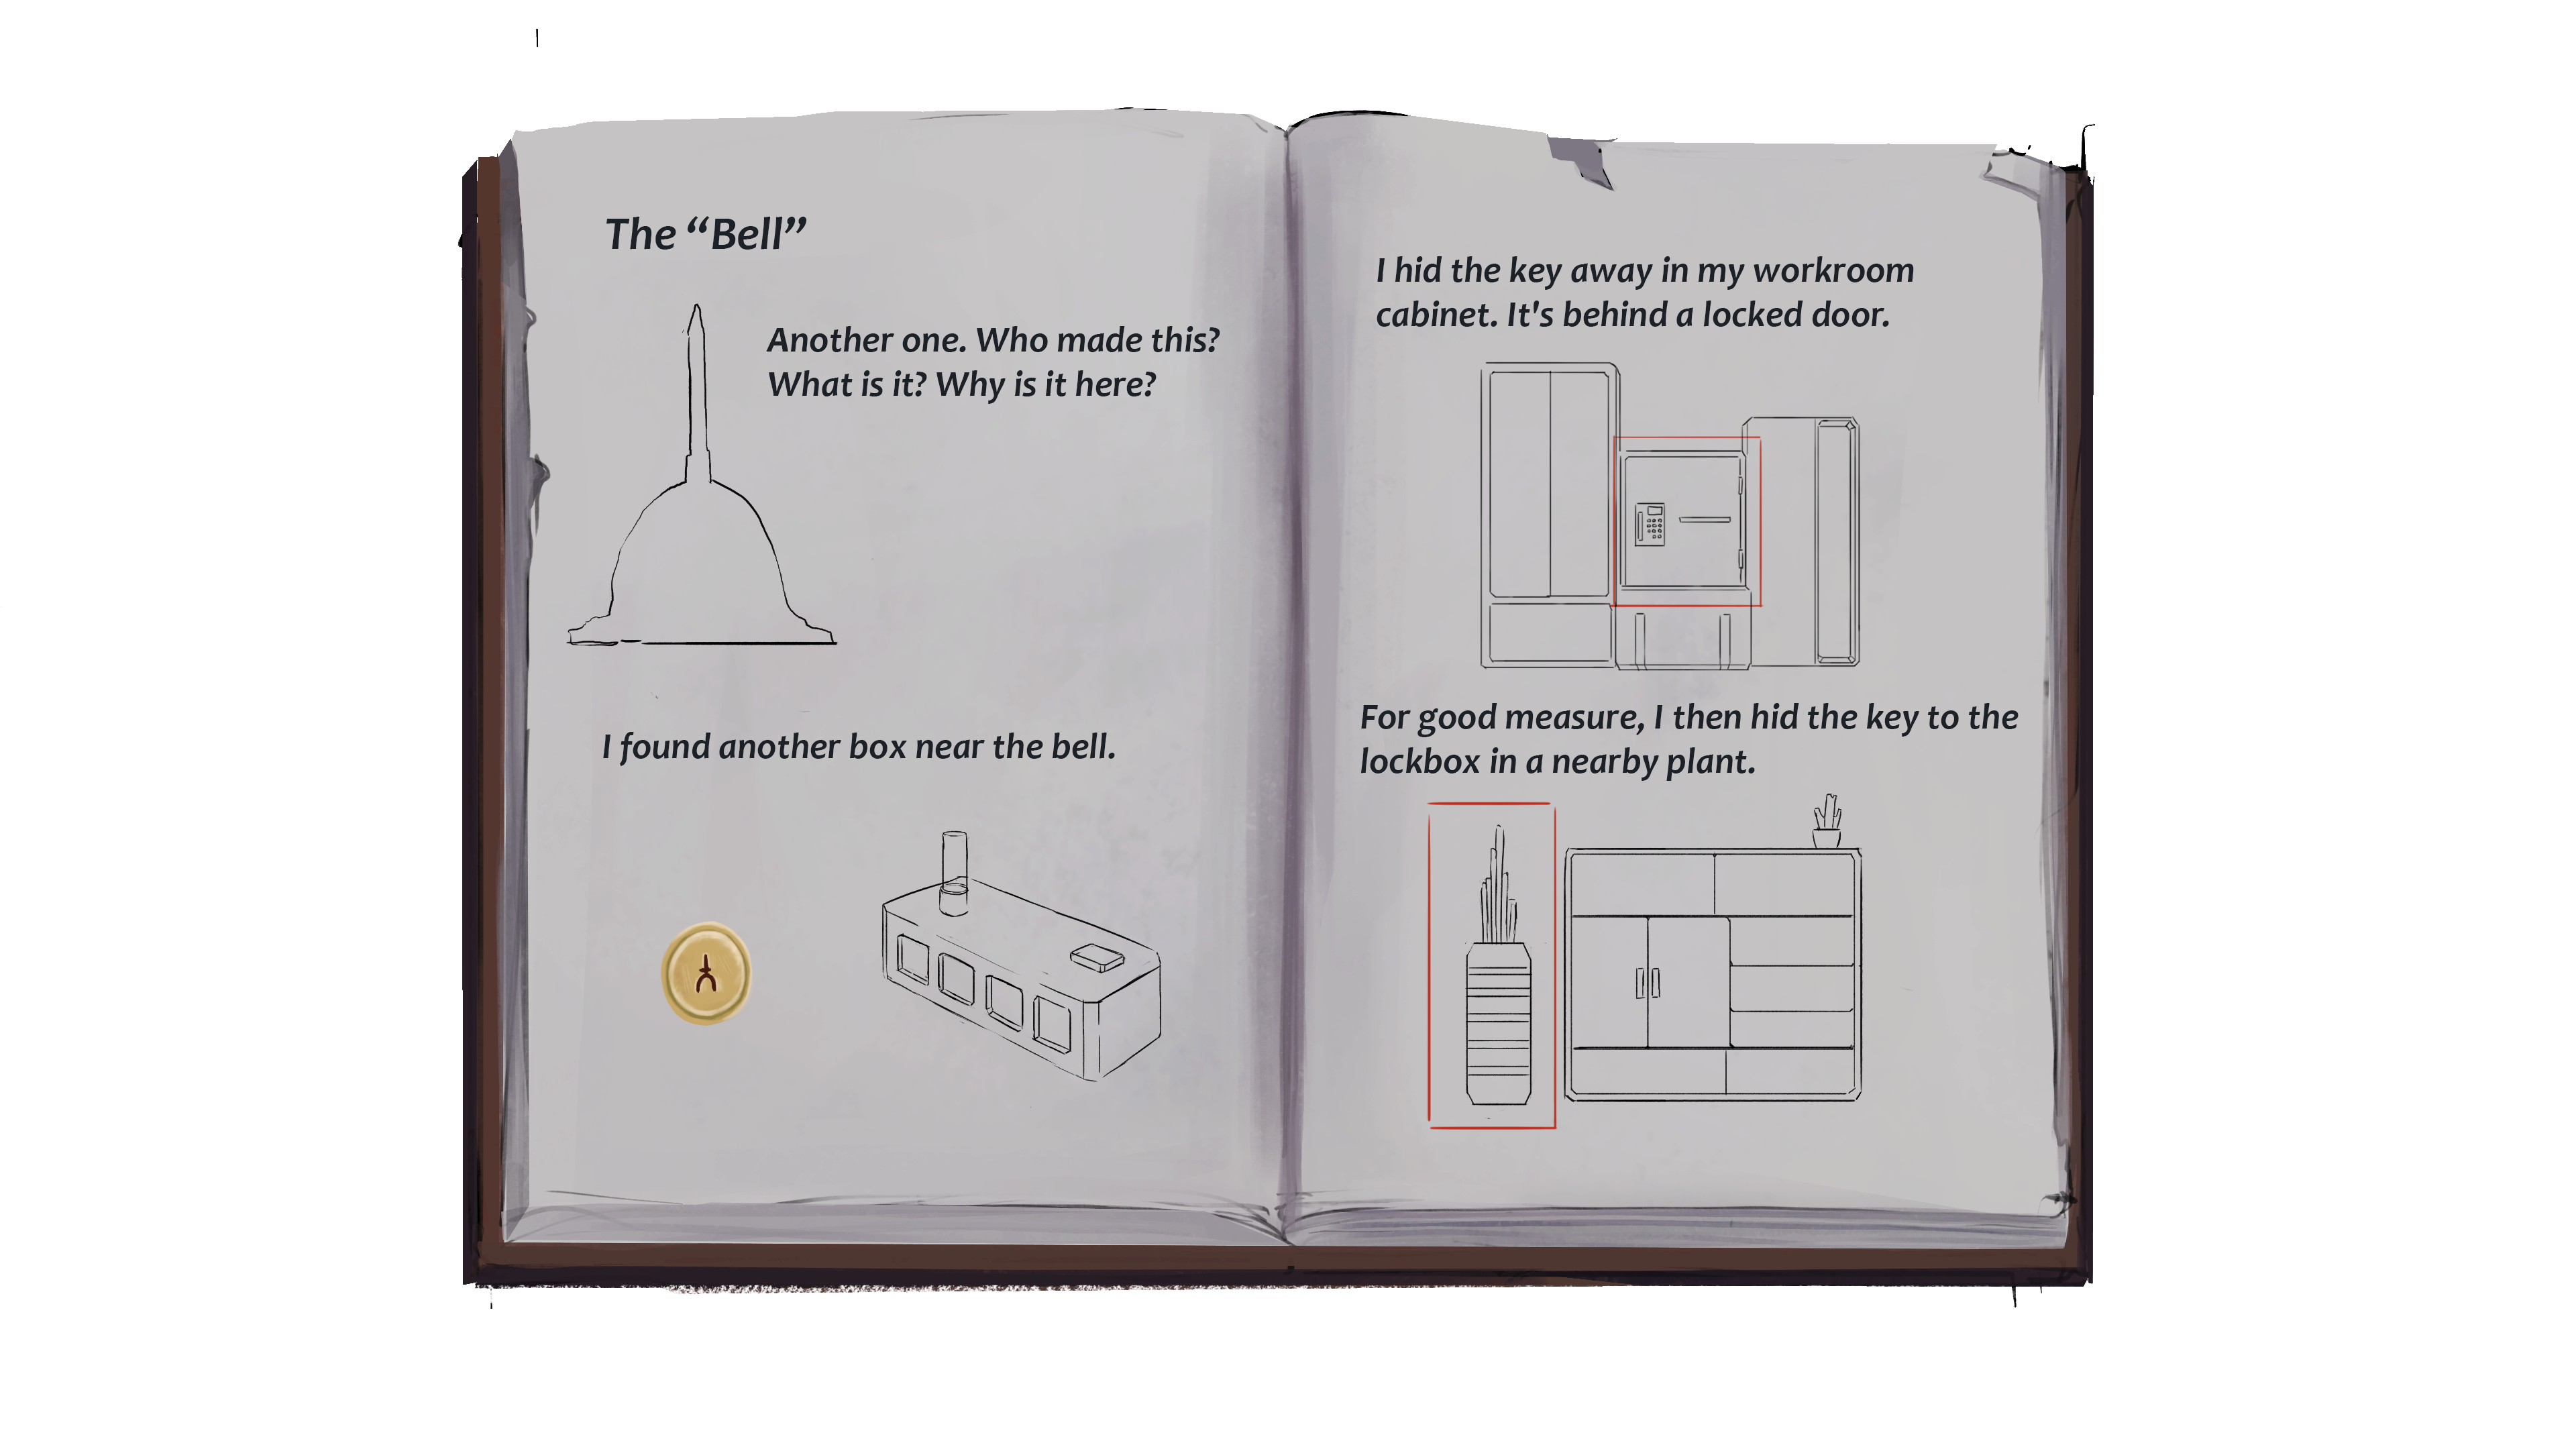 The “Bell”
Another one. Who made this?
What is it? Why is it here?
I found another box near the bell.
I hid the key away in my workroom
cabinet. It's behind a locked door.
For good measure, I then hid the key to the
lockbox in a nearby plant.